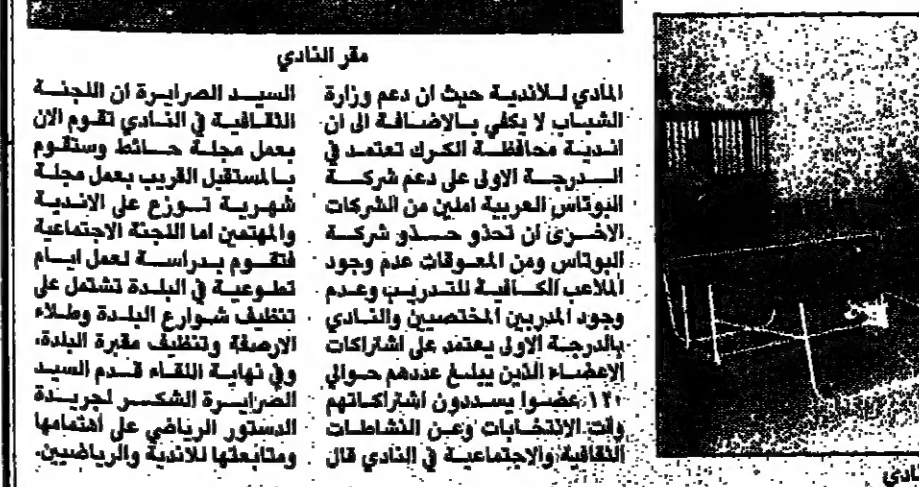 مقر النادي
المادي للاندية حيث ان دعم وزارة
الشباب لا يكفي بالاضافة الى ان
اندية محافظة الكرك تعتمد في
الدرجة الاولى على دعم شركة
البوتاس العربية املين من الشركات
الاخرى ان تحذو حذو شركة
البوتاس ومن المعوقات عدم وجود
الملاعب الكافية للتدريب وعدم
وجود المدربين المختصيين والنادي
بالدرجة الاولى يعتمد على اشتراكات
الاعضاء الذين يبلغ عددهم حوالي
١٢٠ عضوا يسددون اشتراكاتهم
وقت الانتخابات وعن النشاطات
الثقافية والاجتماعية في النادي قال
السيد الصرايرة ان اللجنة
الثقافية في النادي تقوم الان
بعمل مجلة حائط وستقوم
بالمستقبل القريب بعمل مجلة
شهرية توزع على الاندية
والمهتمين اما اللجنة الاجتماعية
فتقوم بدراسة لعمل ايام
تطوعية في البلدة تشتمل على
تنظيف شوارع البلدة وطلاء
الارصفة وتنظيف مقبرة البلدة،
وفي نهاية اللقاء قدم السيد
الصرايرة الشكر لجريدة
الدستور الرياضي على اهتمامها
ومتابعتها للاندية والرياضيين.